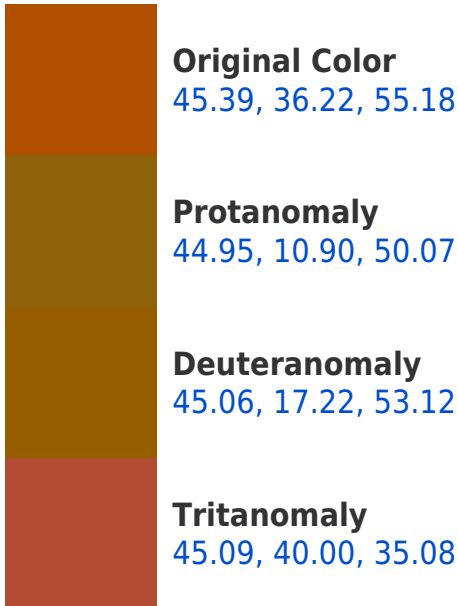 Original Color
45.39, 36.22, 55.18
Protanomaly
44.95, 10.90, 50.07
Deuteranomaly
45.06, 17.22, 53.12
Tritanomaly
45.09, 40.00, 35.08